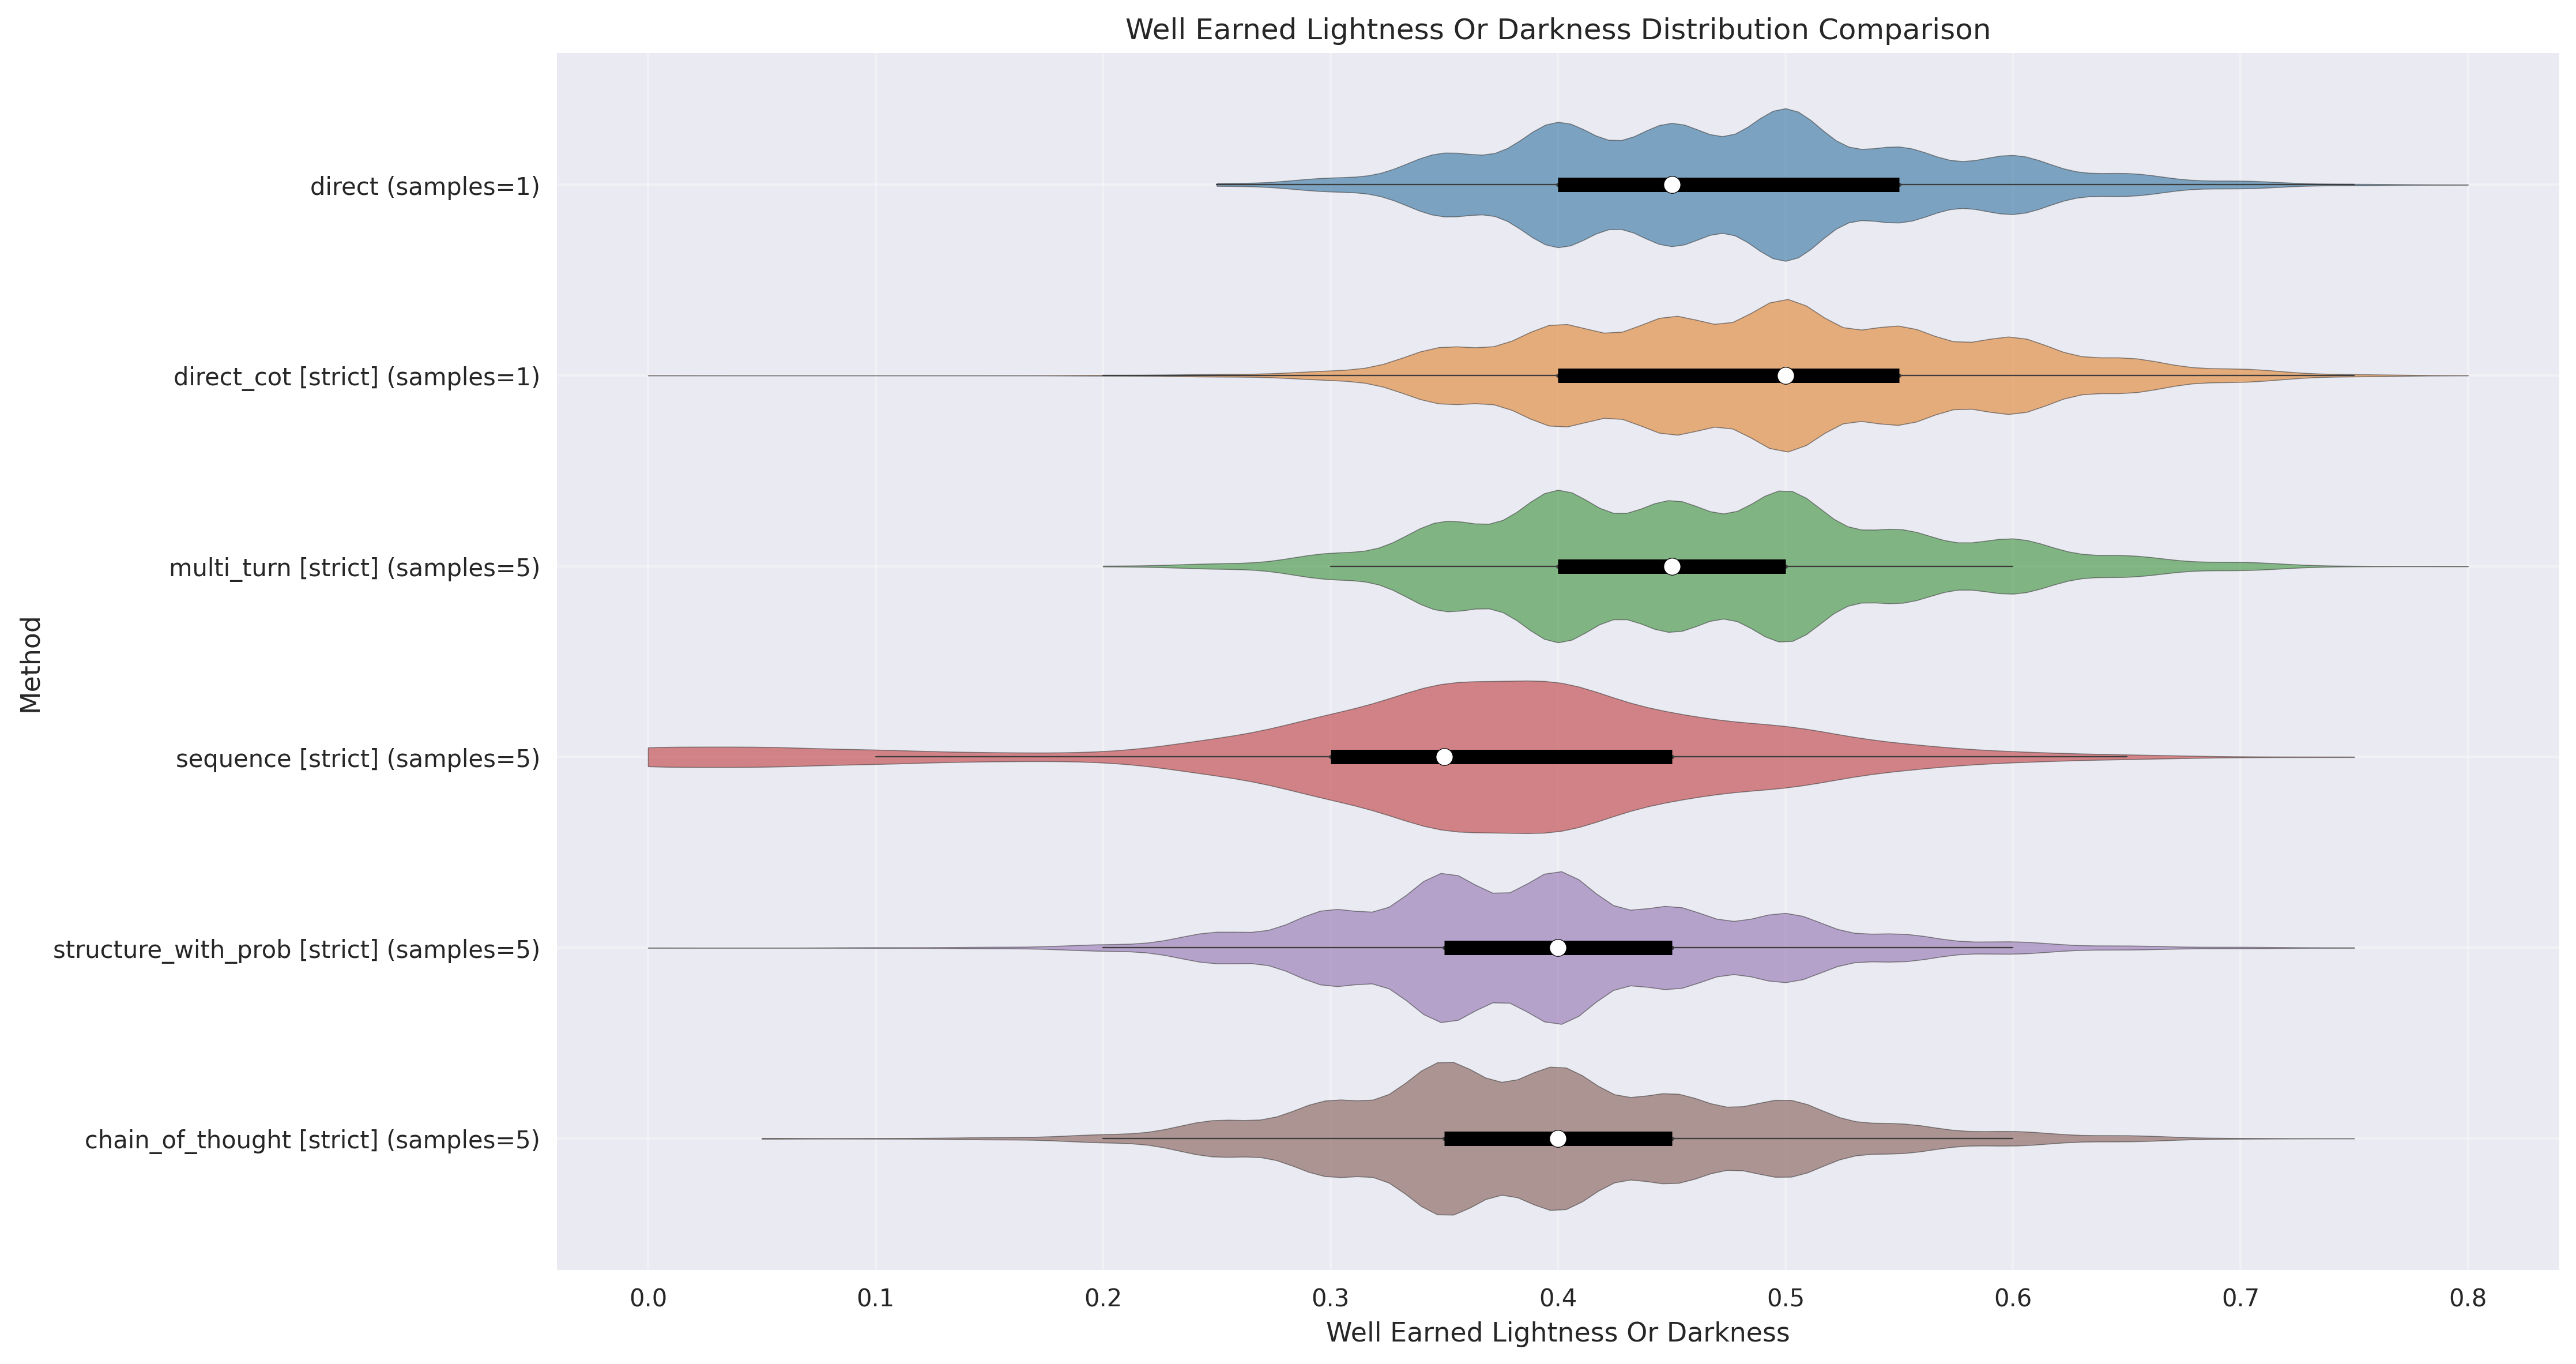 Well Earned Lightness Or Darkness Distribution Comparison
Method
direct (samples=1)
direct_cot [strict] (samples=1)
multi_turn [strict] (samples=5)
sequence [strict] (samples=5)
structure_with_prob [strict] (samples=5)
chain_of_thought [strict] (samples=5)
0.0 0.1 0.2 0.3 0.4 0.5 0.6 0.7 0.8
Well Earned Lightness Or Darkness